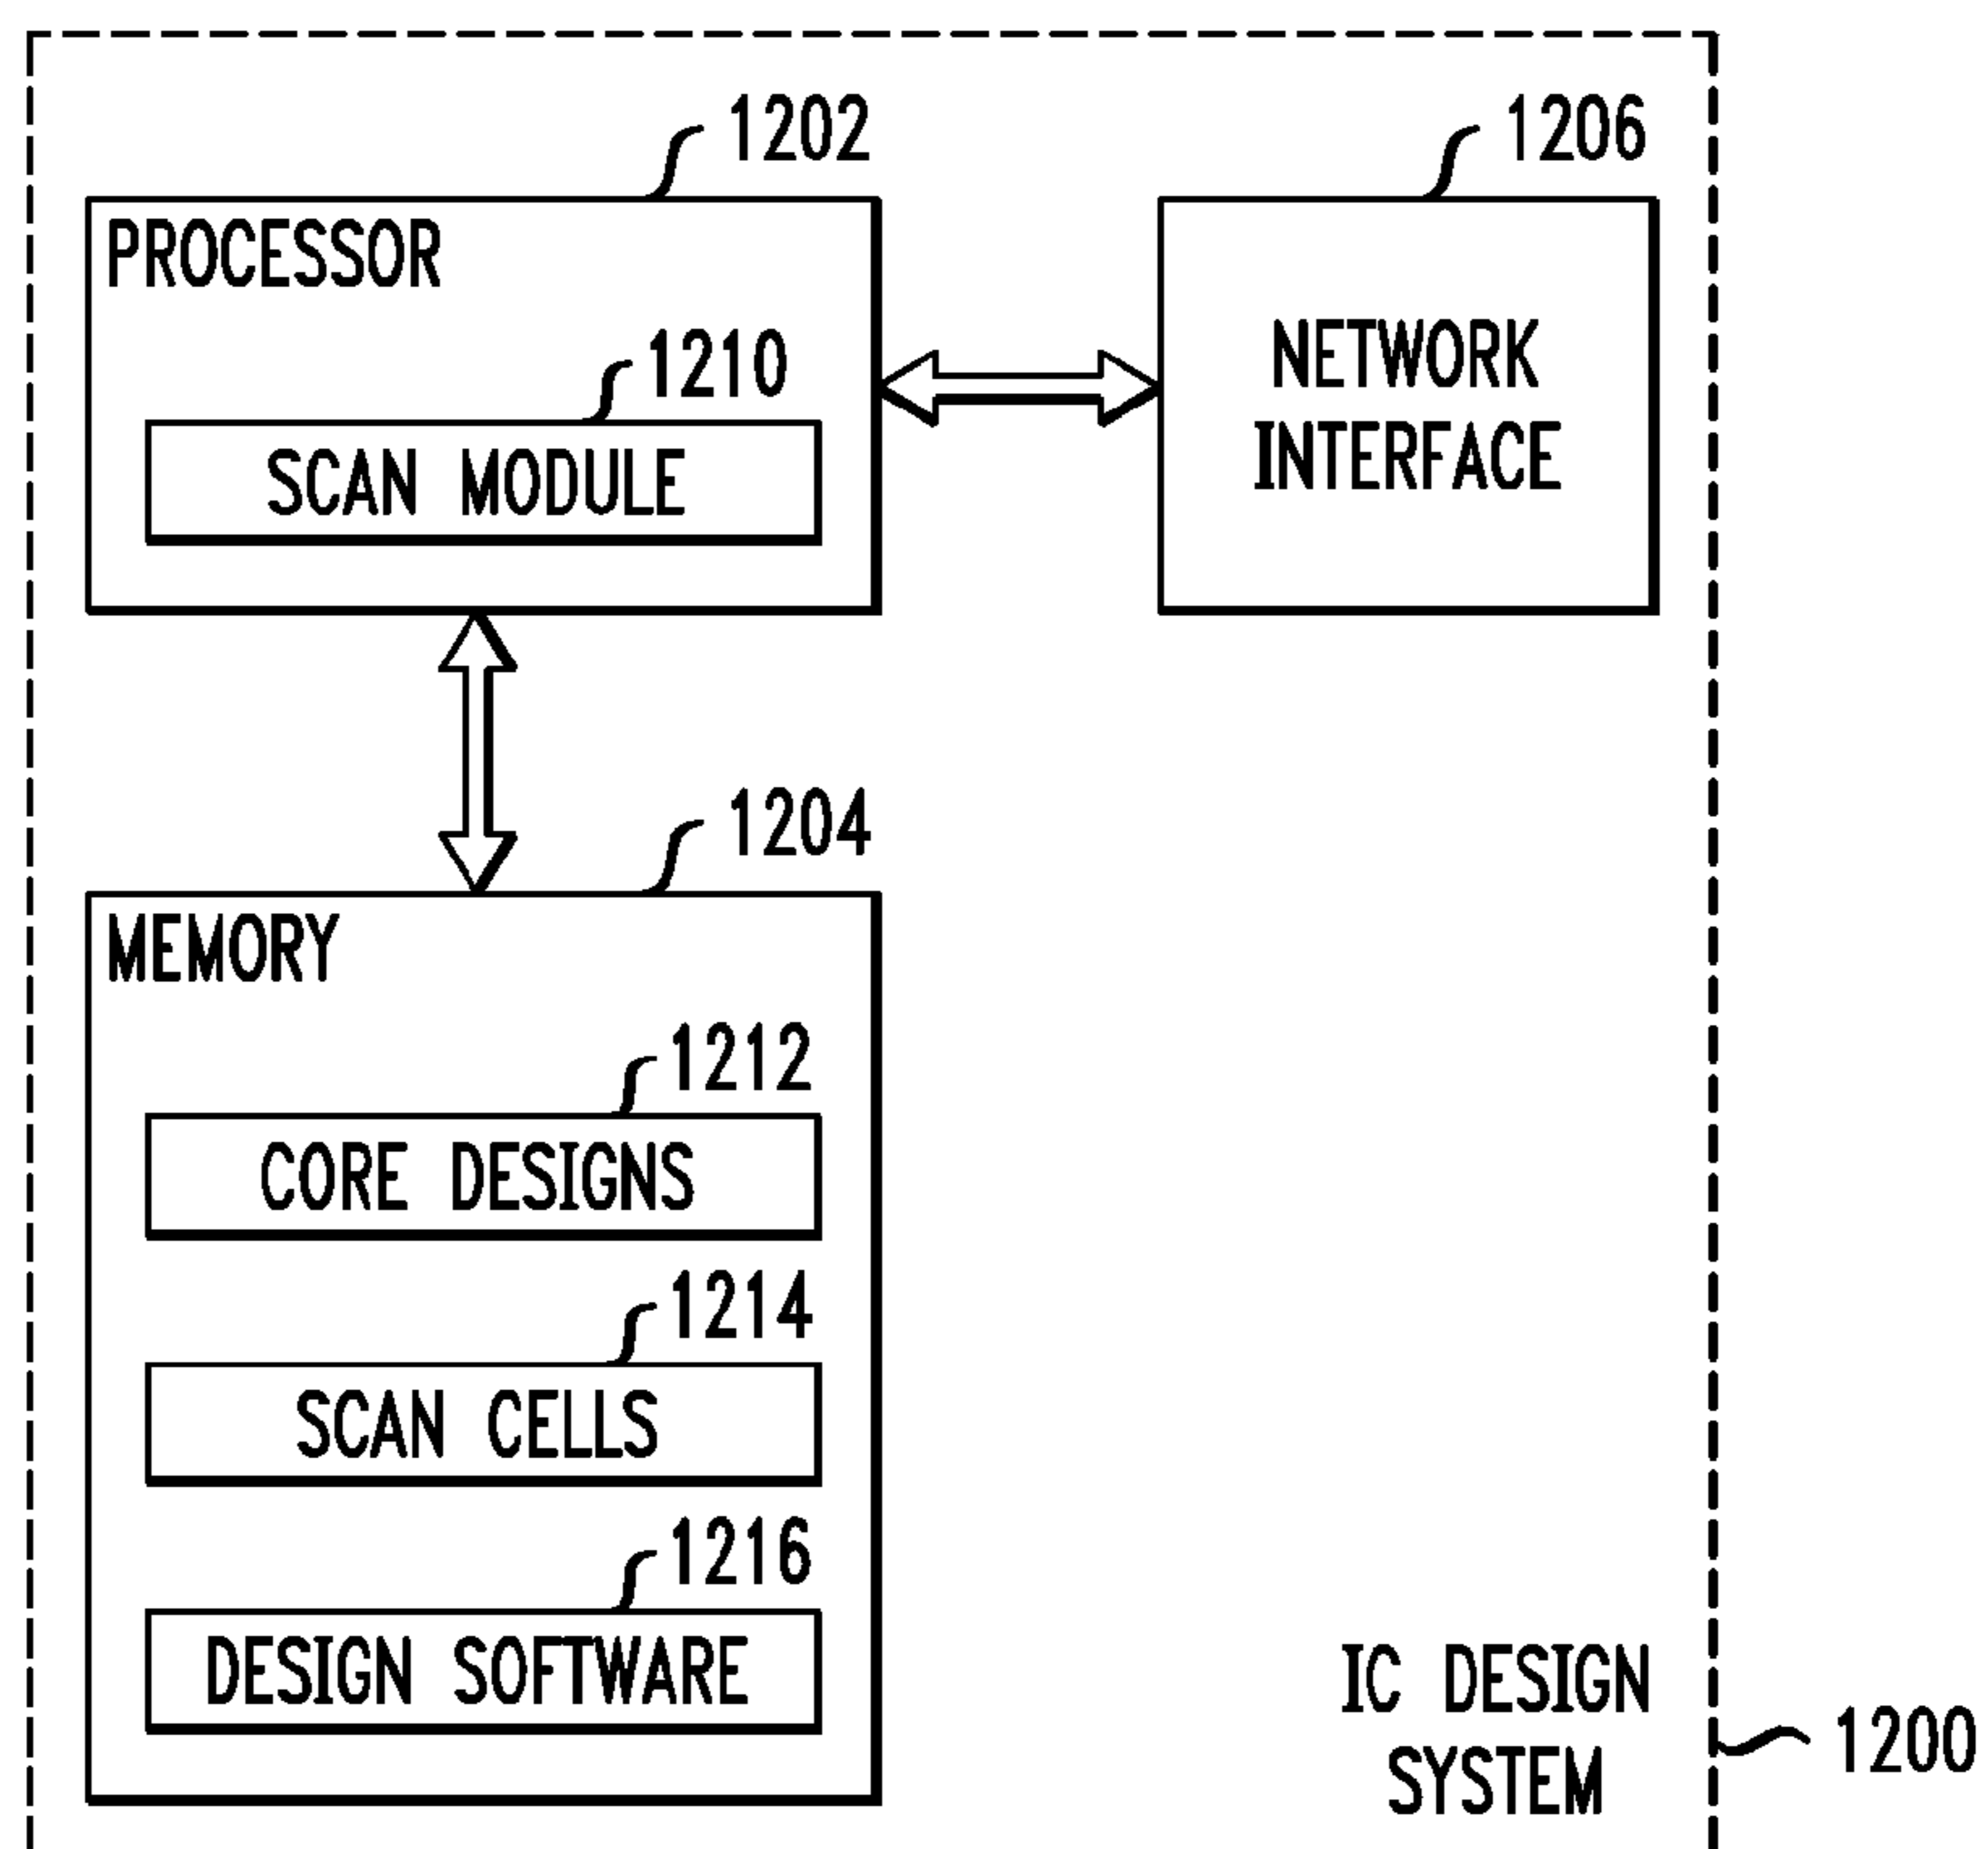 1202
1206
PROCESSOR
1210
SCAN MODULE
NETWORK
INTERFACE
1204
MEMORY
1212
CORE DESIGNS
1214
SCAN CELLS
1216
DESIGN SOFTWARE
IC DESIGN
SYSTEM
1200